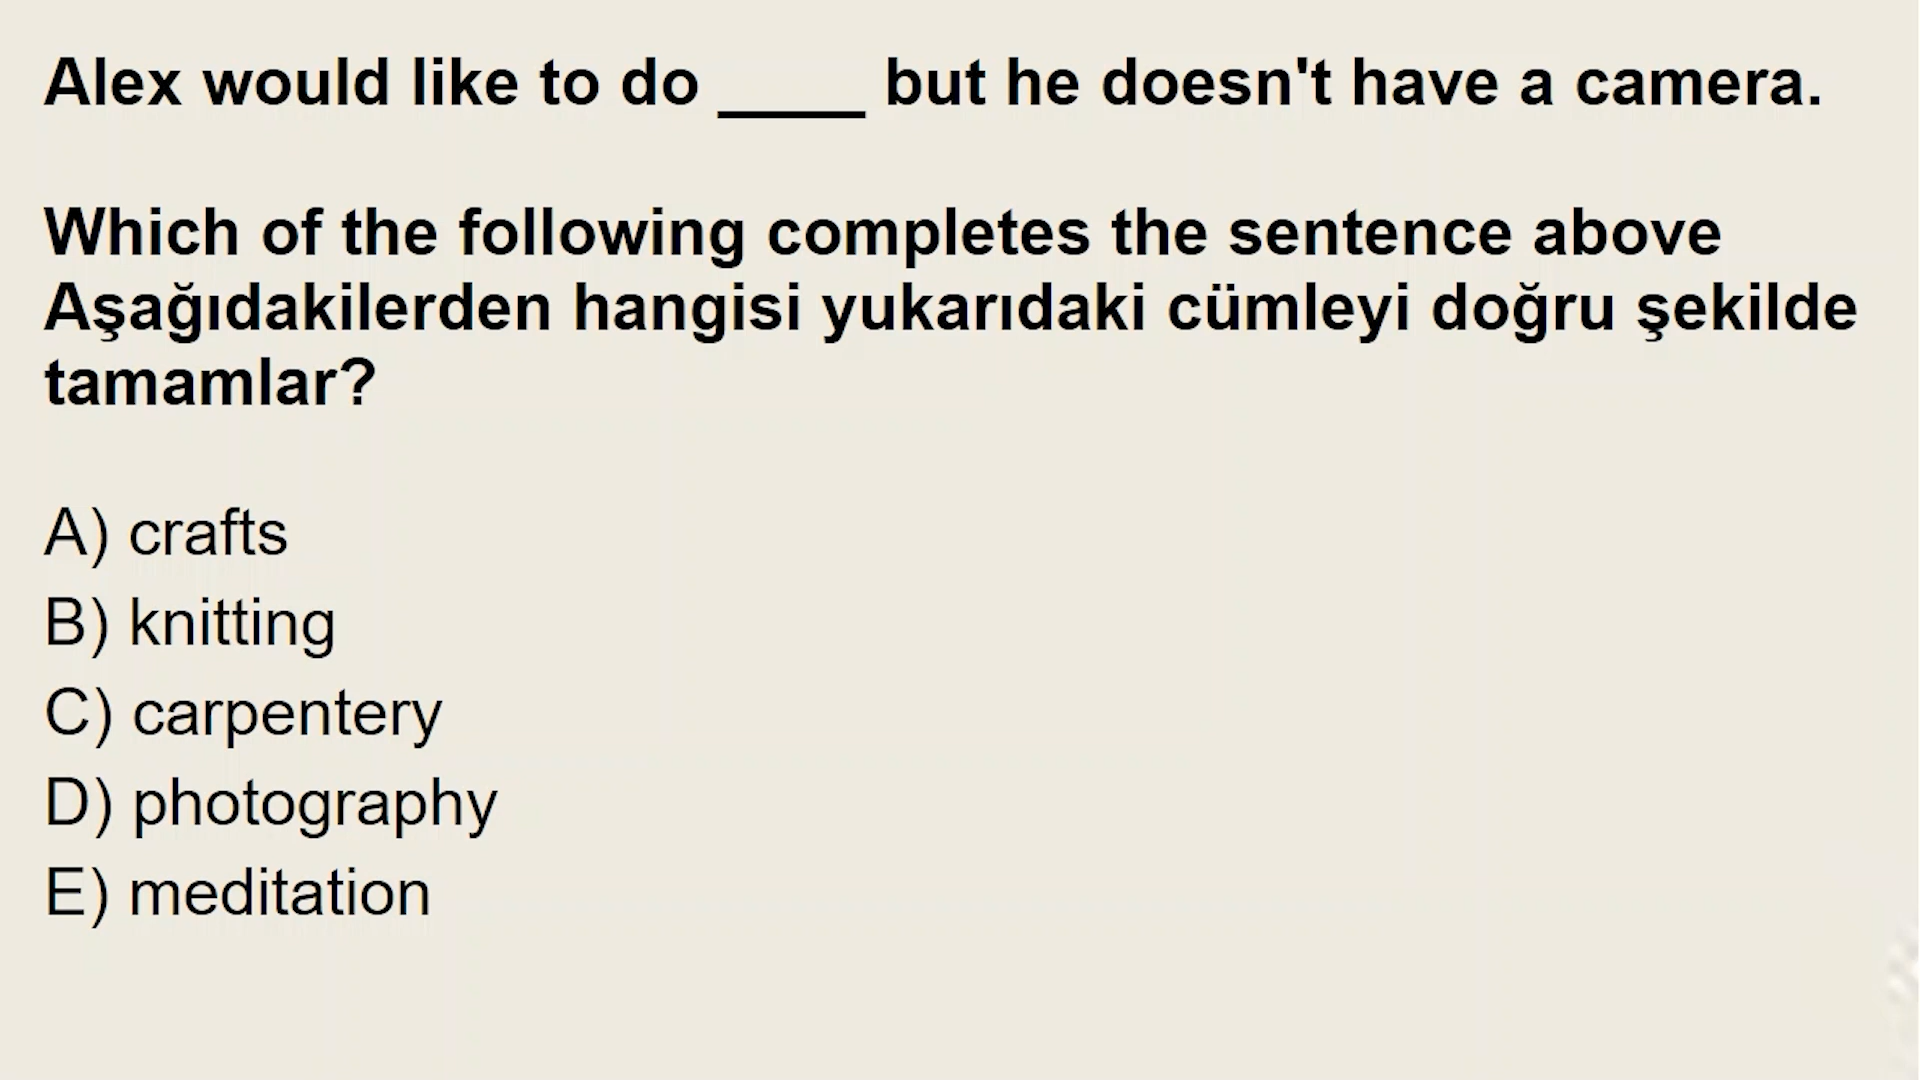 Alex would like to do ____ but he doesn't have a camera.
Which of the following completes the sentence above
Aşağıdakilerden hangisi yukarıdaki cümleyi doğru şekilde
tamamlar?
A) crafts
B) knitting
C) carpentery
D) photography
E) meditation